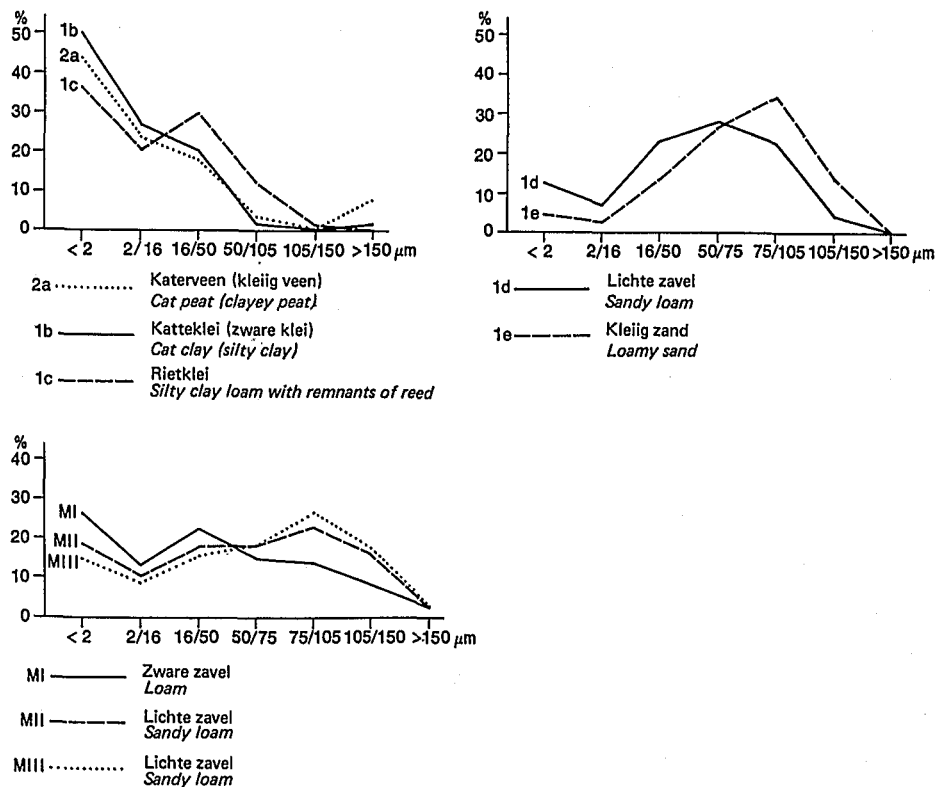 %
50
40
30
20
10
0
1b
2a
1c
< 2 2/16 16/50 50/105 105/150 >150 μm
2a Katerveen (kleiig veen)
Cat peat (clayey peat)
1b Katteklei (zware klei)
Cat clay (silty clay)
1c Rietklei
Silty clay loam with remnants of reed
%
50
40
30
20
10
0
1d
1e
< 2 2/16 16/50 50/75 75/105 105/150 >150 μm
1d Lichte zavel
Sandy loam
1e Kleiig zand
Loamy sand
%
40
30
20
10
0
MI
MII
MIII
< 2 2/16 16/50 50/75 75/105 105/150 >150 μm
MI Zware zavel
Loam
MII Lichte zavel
Sandy loam
MIII Lichte zavel
Sandy loam